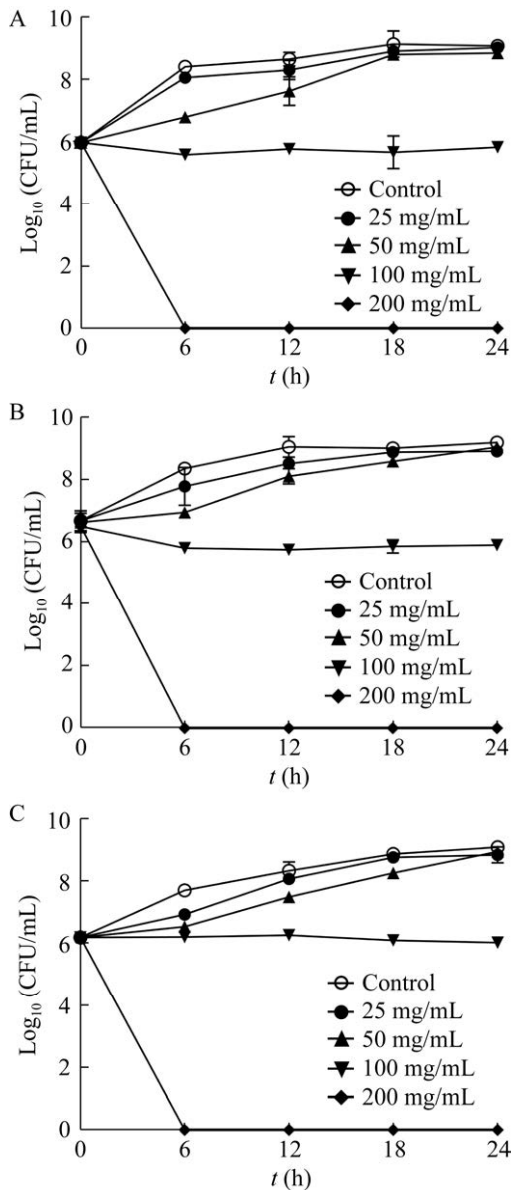 A
10
8
6
4
2
0
Log₁₀ (CFU/mL)
Control
25 mg/mL
50 mg/mL
100 mg/mL
200 mg/mL
0 6 12 18 24
t (h)
B
10
8
6
4
2
0
Log₁₀ (CFU/mL)
Control
25 mg/mL
50 mg/mL
100 mg/mL
200 mg/mL
0 6 12 18 24
t (h)
C
10
8
6
4
2
0
Log₁₀ (CFU/mL)
Control
25 mg/mL
50 mg/mL
100 mg/mL
200 mg/mL
0 6 12 18 24
t (h)